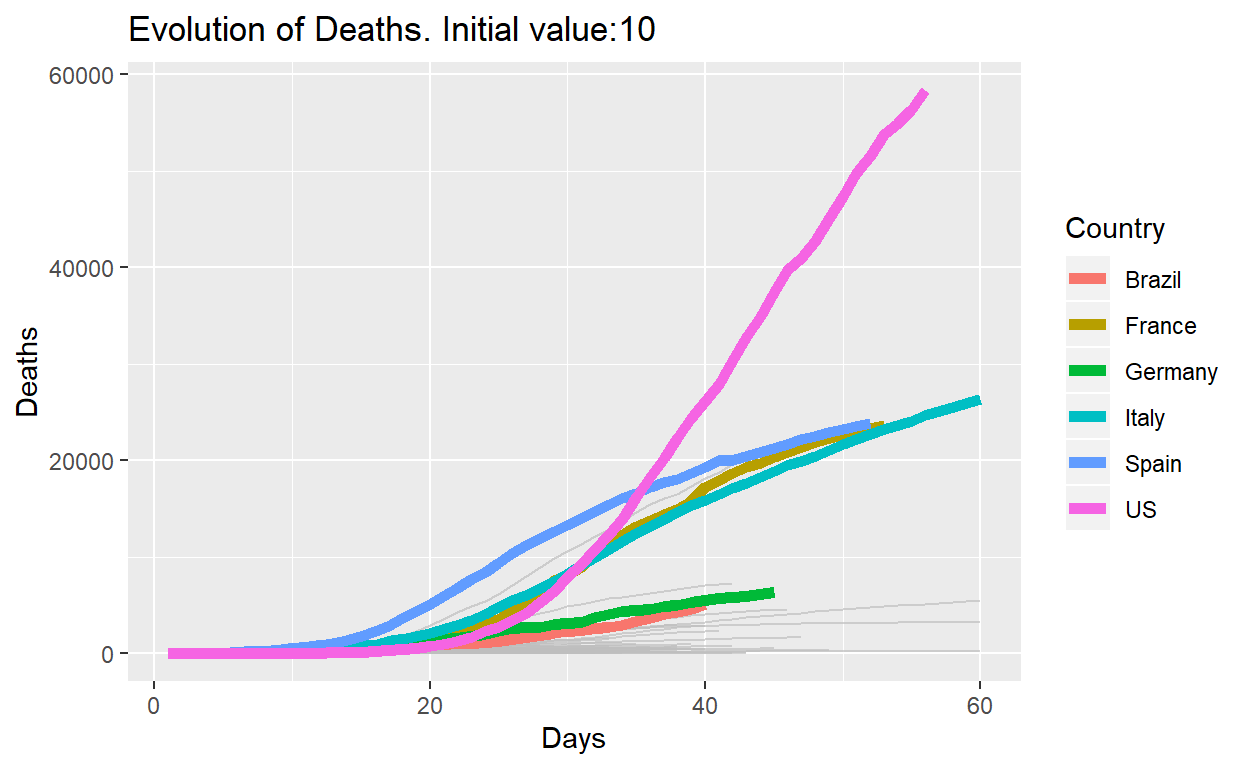 Evolution of Deaths. Initial value:10
60000
40000
20000
0
Deaths
0 20 40 60
Days
Country
Brazil
France
Germany
Italy
Spain
US